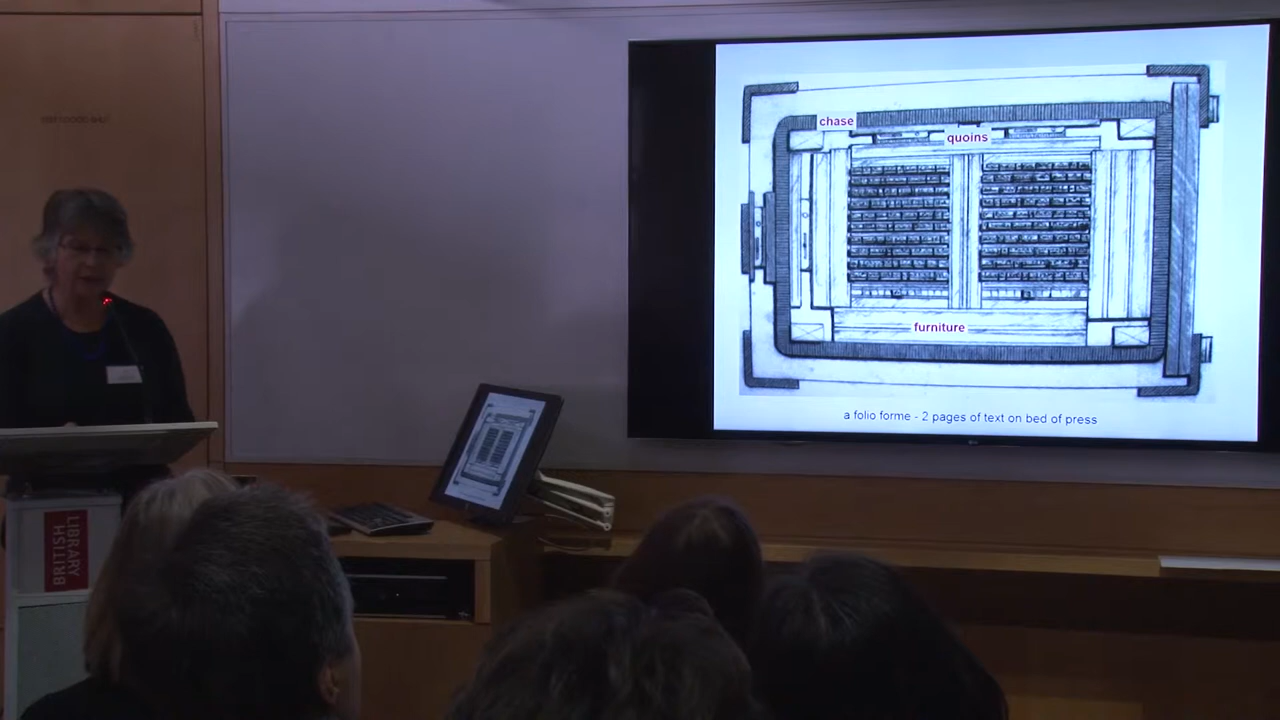 chase
quoins
furniture
a folio forme - 2 pages of text on bed of press
BRITISH
LIBRARY